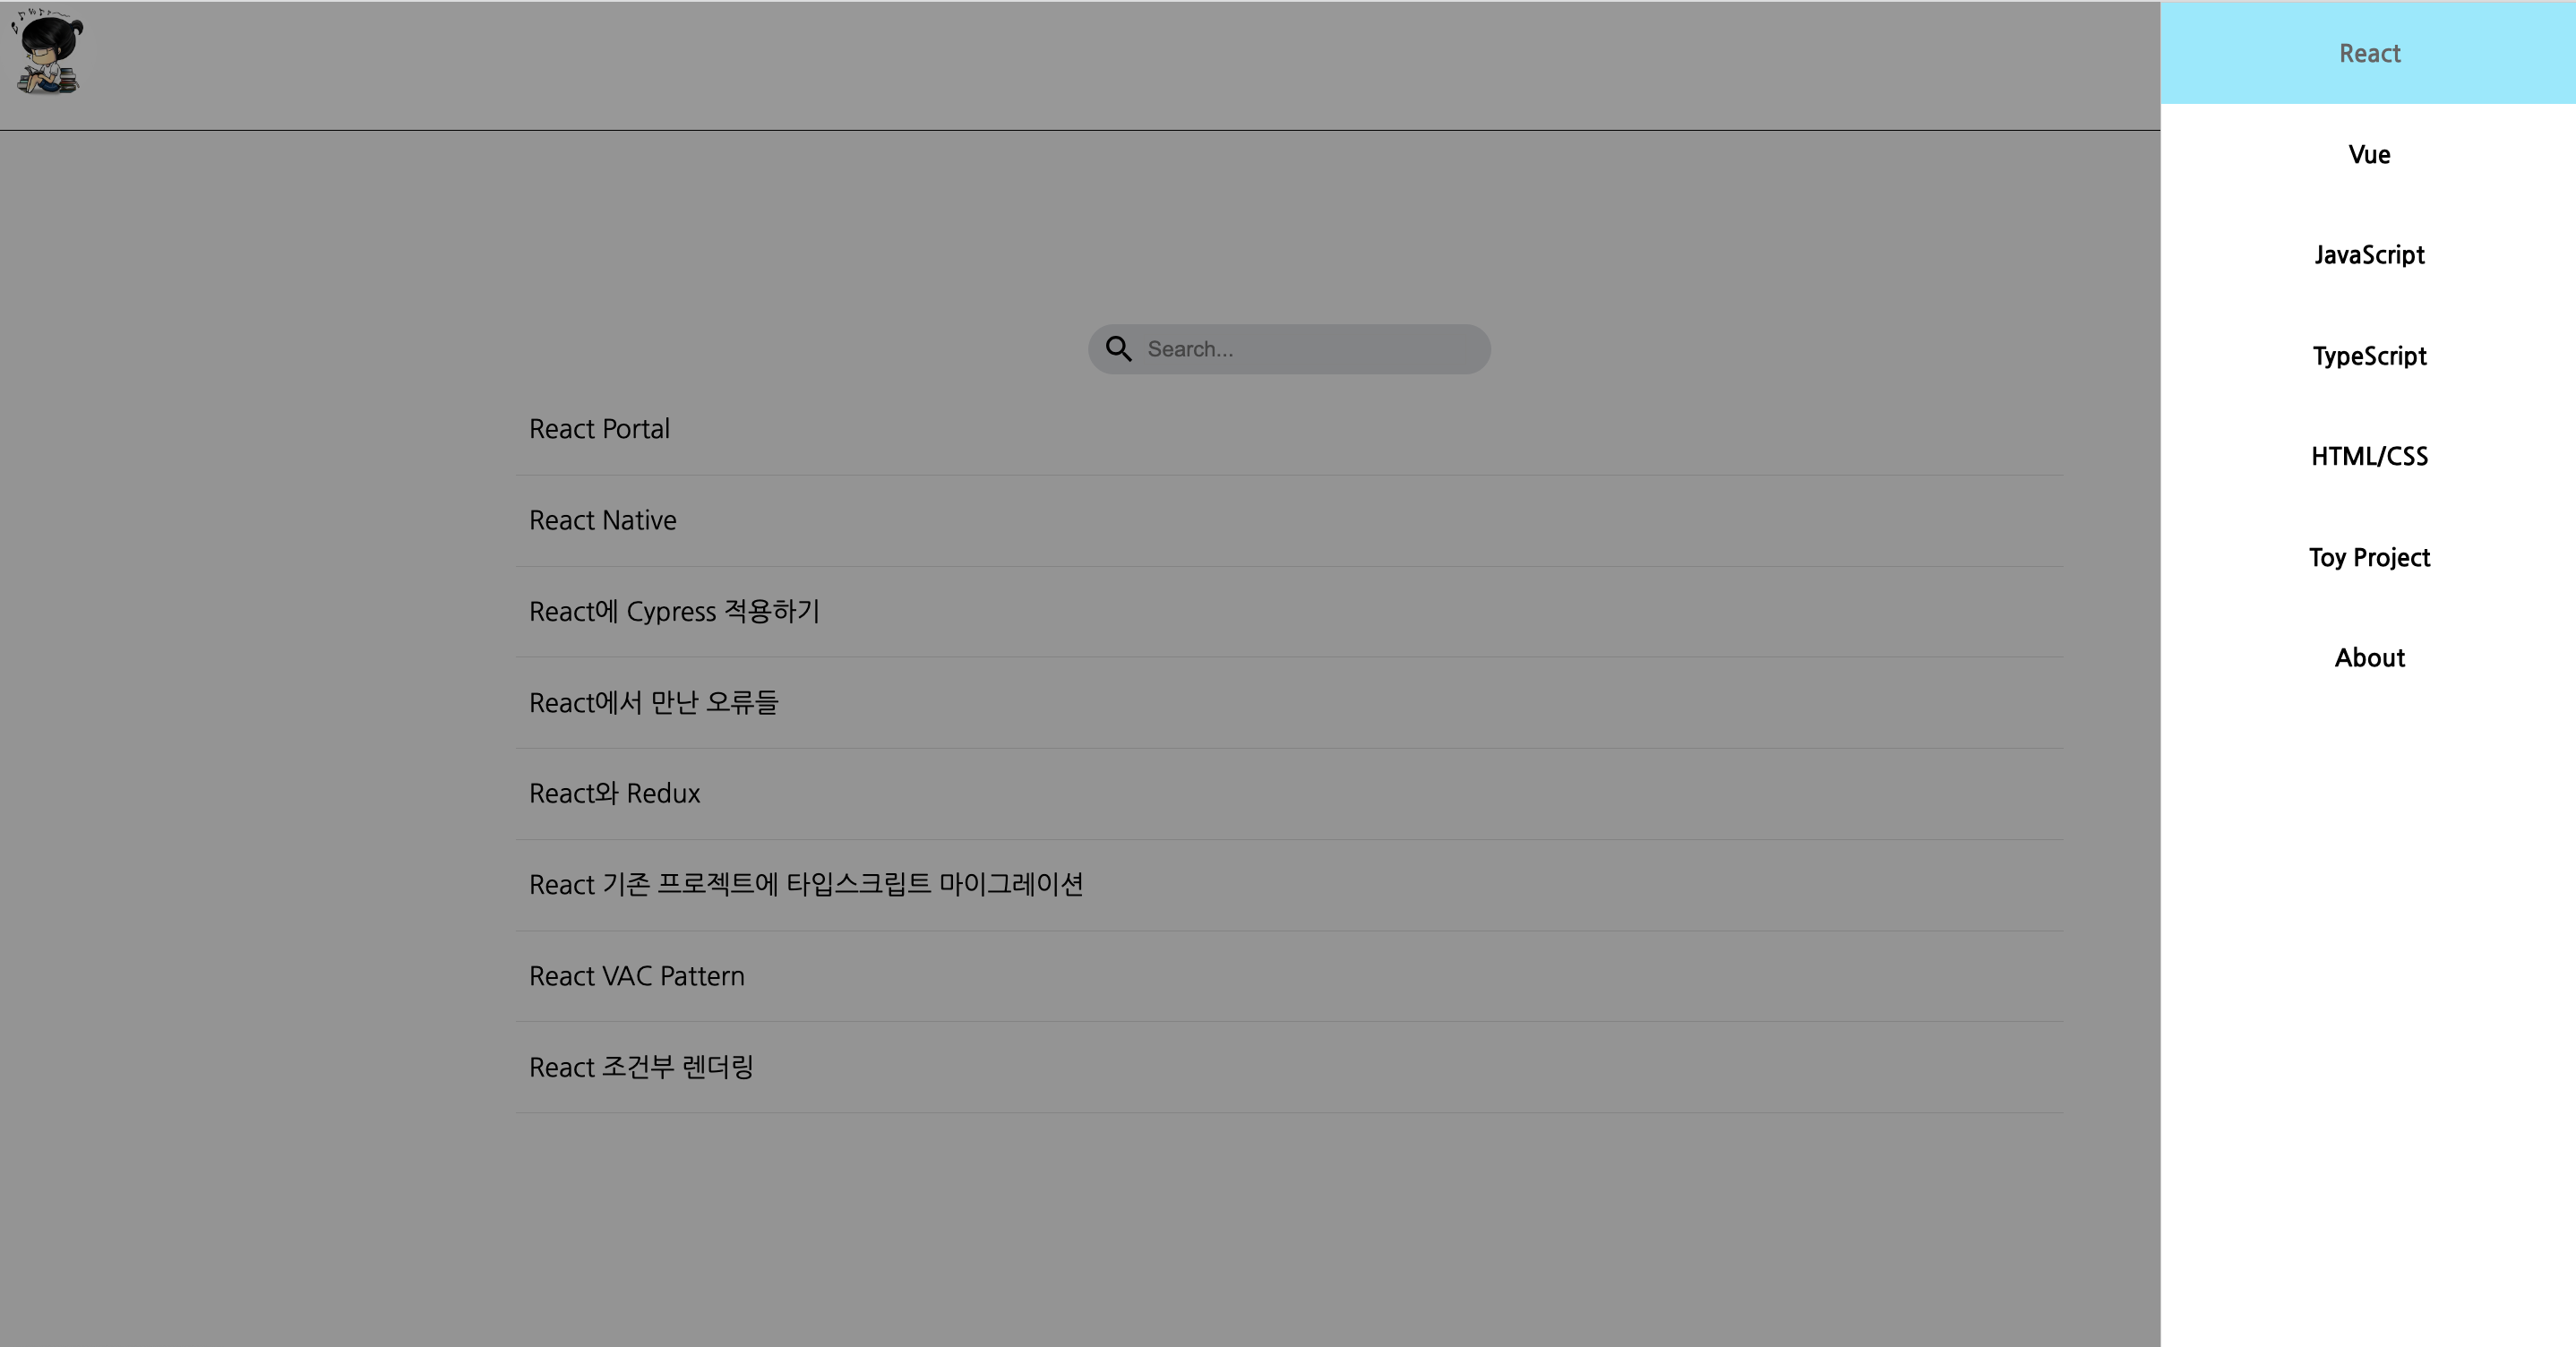 React
Vue
JavaScript
TypeScript
HTML/CSS
Toy Project
About
Search...
React Portal
React Native
React에 Cypress 적용하기
React에서 만난 오류들
React와 Redux
React 기존 프로젝트에 타입스크립트 마이그레이션
React VAC Pattern
React 조건부 렌더링